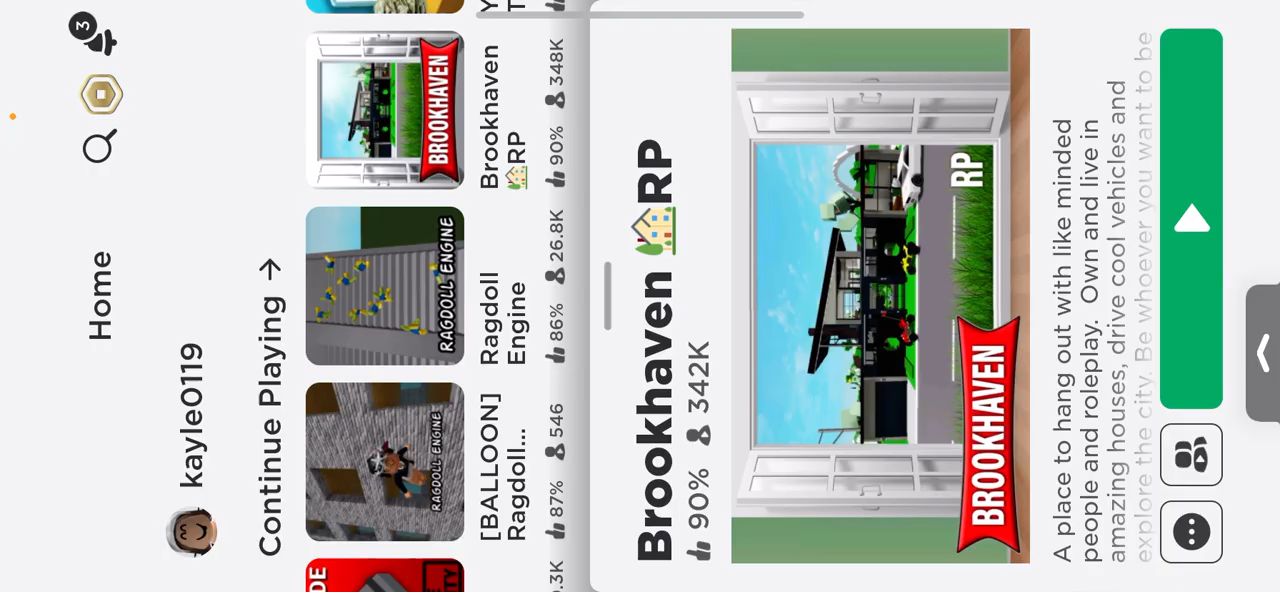 Home
3
kayle0119
Continue Playing →
DE
TY
.3K
RAGDOLL ENGINE
[BALLOON]
Ragdoll...
87% 546
RAGDOLL ENGINE
Ragdoll
Engine
86% 26.8K
BROOKHAVEN
Brookhaven
🏡RP
90% 348K
Y
T
Brookhaven 🏡RP
90% 342K
BROOKHAVEN
RP
A place to hang out with like minded
people and roleplay. Own and live in
amazing houses, drive cool vehicles and
explore the city. Be whoever you want to be